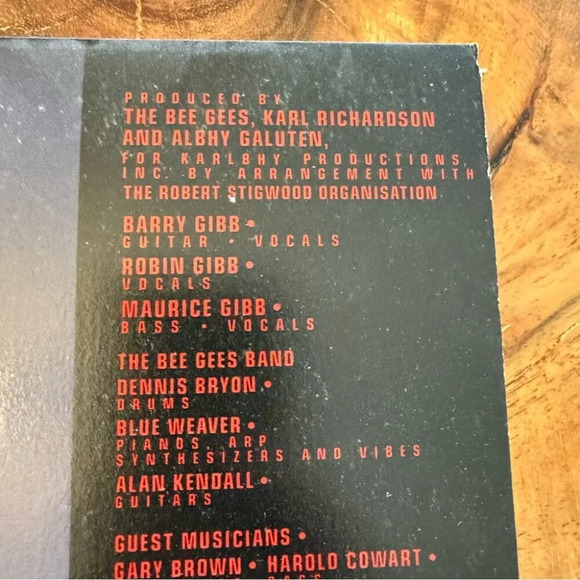 PRODUCED BY
THE BEE GEES, KARL RICHARDSON
AND ALBHY GALUTEN,
FOR KARLBHY PRODUCTIONS,
INC. BY ARRANGEMENT WITH
THE ROBERT STIGWOOD ORGANISATION
BARRY GIBB •
GUITAR • VOCALS
ROBIN GIBB •
VOCALS
MAURICE GIBB •
BASS • VOCALS
THE BEE GEES BAND
DENNIS BRYON •
DRUMS
BLUE WEAVER •
PIANOS, ARP
SYNTHESIZERS AND VIBES
ALAN KENDALL •
GUITARS
GUEST MUSICIANS •
GARY BROWN • HAROLD COWART •
BASS